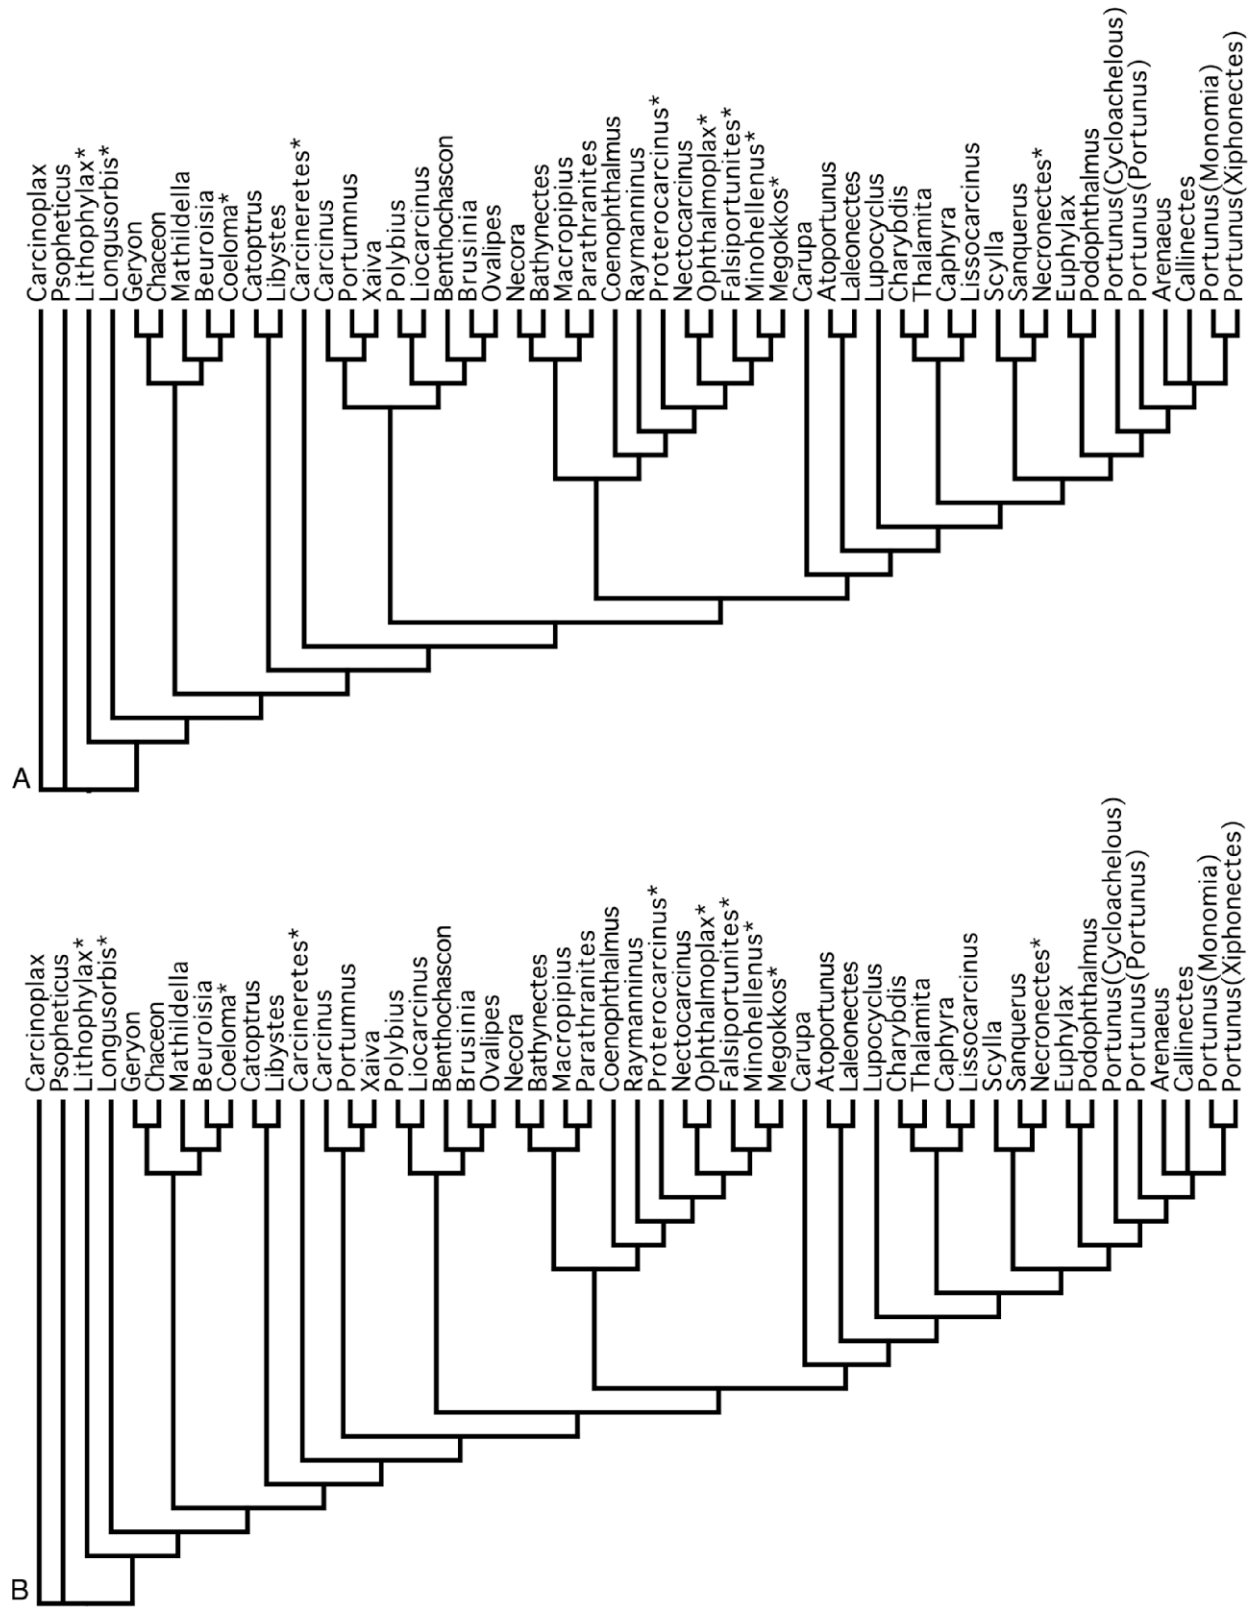 Carcinoplax
Psopheticus
Lithophylax*
Longusorbis*
Geryon
Chaceon
Mathildella
Beuroisia
Coeloma*
Catoptrus
Libystes
Carcineretes*
Carcinus
Portumnus
Xaiva
Polybius
Liocarcinus
Benthochascon
Brusinia
Ovalipes
Necora
Bathynectes
Macropipius
Parathranites
Coenophthalmus
Raymanninus
Proterocarcinus*
Nectocarcinus
Ophthalmoplax*
Falsiportunites*
Minohellenus*
Megokkos*
Carupa
Atoportunus
Laleonectes
Lupocyclus
Charybdis
Thalamita
Caphyra
Lissocarcinus
Scylla
Sanquerus
Necronectes*
Euphylax
Podophthalmus
Portunus(Cycloachelous)
Portunus(Portunus)
Arenaeus
Callinectes
Portunus(Monomia)
Portunus(Xiphonectes)
A
Carcinoplax
Psopheticus
Lithophylax*
Longusorbis*
Geryon
Chaceon
Mathildella
Beuroisia
Coeloma*
Catoptrus
Libystes
Carcineretes*
Carcinus
Portumnus
Xaiva
Polybius
Liocarcinus
Benthochascon
Brusinia
Ovalipes
Necora
Bathynectes
Macropipius
Parathranites
Coenophthalmus
Raymanninus
Proterocarcinus*
Nectocarcinus
Ophthalmoplax*
Falsiportunites*
Minohellenus*
Megokkos*
Carupa
Atoportunus
Laleonectes
Lupocyclus
Charybdis
Thalamita
Caphyra
Lissocarcinus
Scylla
Sanquerus
Necronectes*
Euphylax
Podophthalmus
Portunus(Cycloachelous)
Portunus(Portunus)
Arenaeus
Callinectes
Portunus(Monomia)
Portunus(Xiphonectes)
B